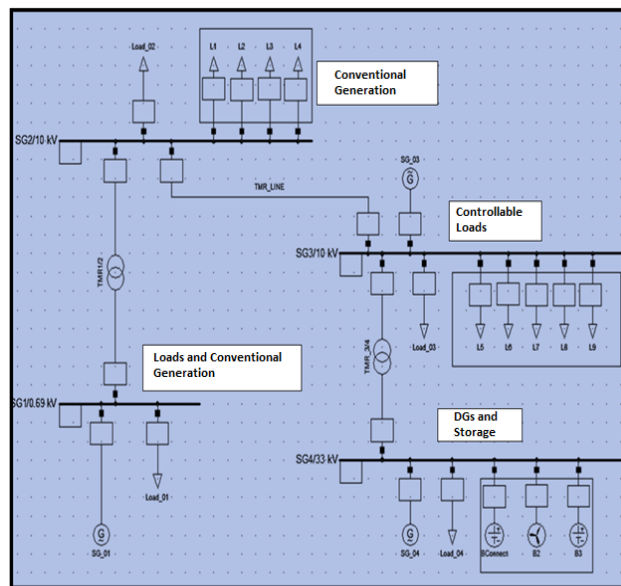 Load_02
L1 L2 L3 L4
Conventional
Generation
SG2/10 kV
TMR_LINE
SG_03
G
Controllable
Loads
SG3/10 kV
TMR1/2
L5 L6 L7 L8 L9
Load_03
TMR_3/4
Loads and Conventional
Generation
SG1/0.69 kV
DGs and
Storage
SG4/33 kV
Load_01
G
SG_01
G
SG_04
Load_04
BConnect B2 B3